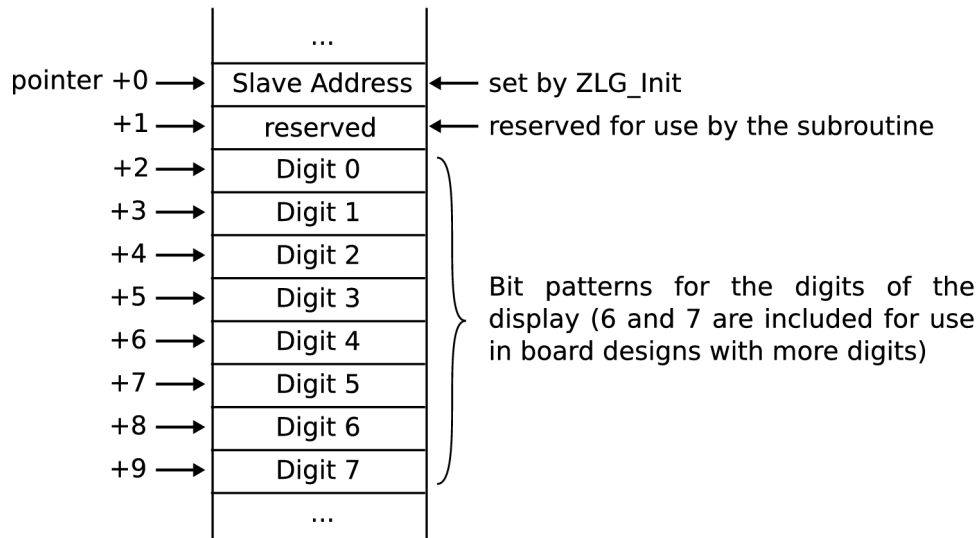 ...
pointer +0 Slave Address set by ZLG_Init
+1 reserved reserved for use by the subroutine
+2 Digit 0
+3 Digit 1
+4 Digit 2
+5 Digit 3
+6 Digit 4
+7 Digit 5
+8 Digit 6
+9 Digit 7
...
Bit patterns for the digits of the
display (6 and 7 are included for use
in board designs with more digits)